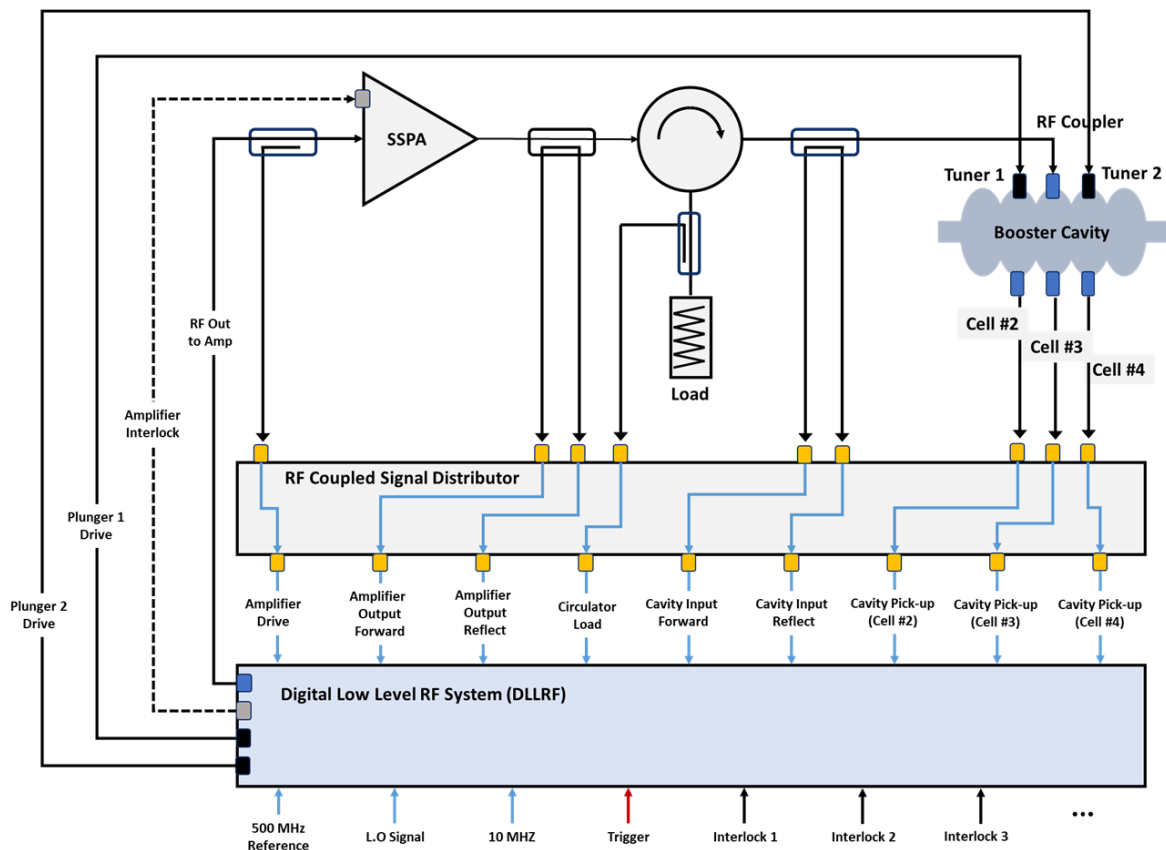 RF Coupler
SSPA
Tuner 1
Tuner 2
Booster Cavity
RF Out
to Amp
Cell #2
Cell #3
Cell #4
Load
Amplifier
Interlock
RF Coupled Signal Distributor
Plunger 1
Drive
Plunger 2
Drive
Amplifier
Drive
Amplifier
Output
Forward
Amplifier
Output
Reflect
Circulator
Load
Cavity Input
Forward
Cavity Input
Reflect
Cavity Pick-up
(Cell #2)
Cavity Pick-up
(Cell #3)
Cavity Pick-up
(Cell #4)
Digital Low Level RF System (DLLRF)
500 MHz
Reference
L.O Signal
10 MHZ
Trigger
Interlock 1
Interlock 2
Interlock 3
...